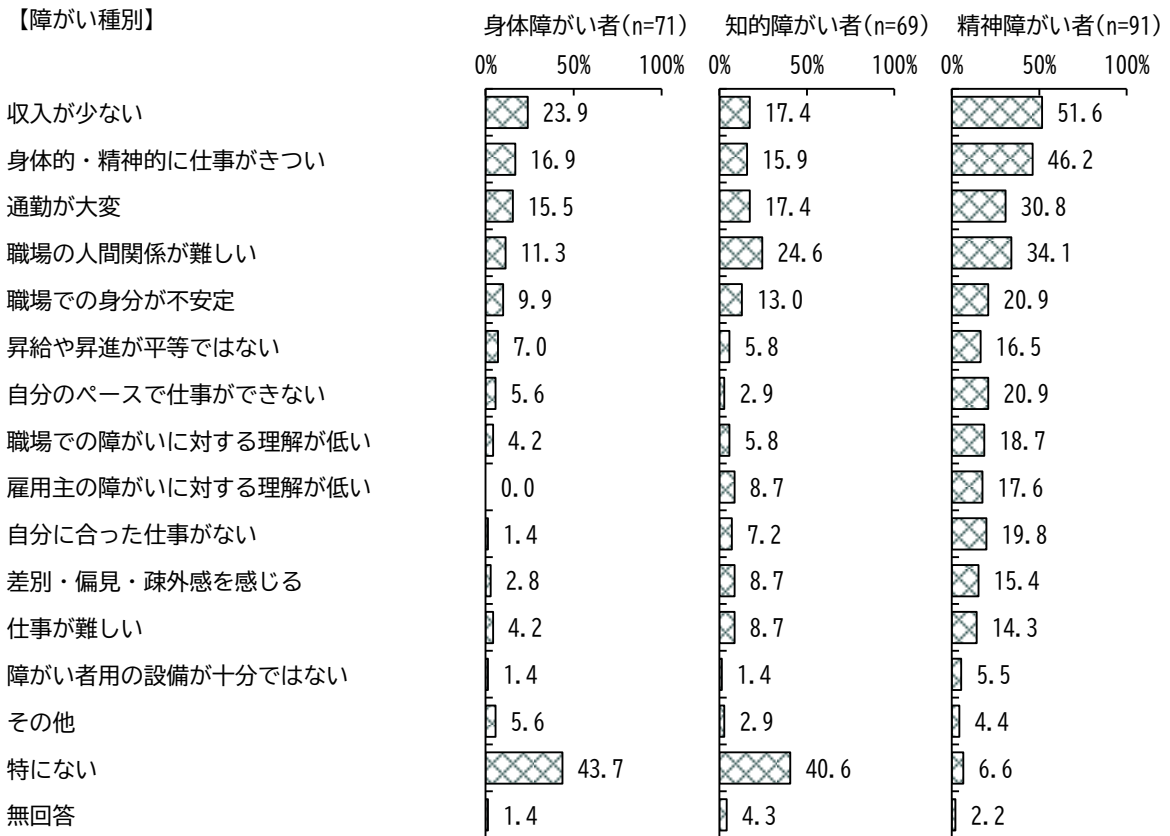 【障がい種別】 身体障がい者(n=71) 知的障がい者(n=69) 精神障がい者(n=91)
0% 50% 100% 0% 50% 100% 0% 50% 100%
収入が少ない 23.9 17.4 51.6
身体的・精神的に仕事がきつい 16.9 15.9 46.2
通勤が大変 15.5 17.4 30.8
職場の人間関係が難しい 11.3 24.6 34.1
職場での身分が不安定 9.9 13.0 20.9
昇給や昇進が平等ではない 7.0 5.8 16.5
自分のペースで仕事ができない 5.6 2.9 20.9
職場での障がいに対する理解が低い 4.2 5.8 18.7
雇用主の障がいに対する理解が低い 0.0 8.7 17.6
自分に合った仕事がない 1.4 7.2 19.8
差別・偏見・疎外感を感じる 2.8 8.7 15.4
仕事が難しい 4.2 8.7 14.3
障がい者用の設備が十分ではない 1.4 1.4 5.5
その他 5.6 2.9 4.4
特にない 43.7 40.6 6.6
無回答 1.4 4.3 2.2